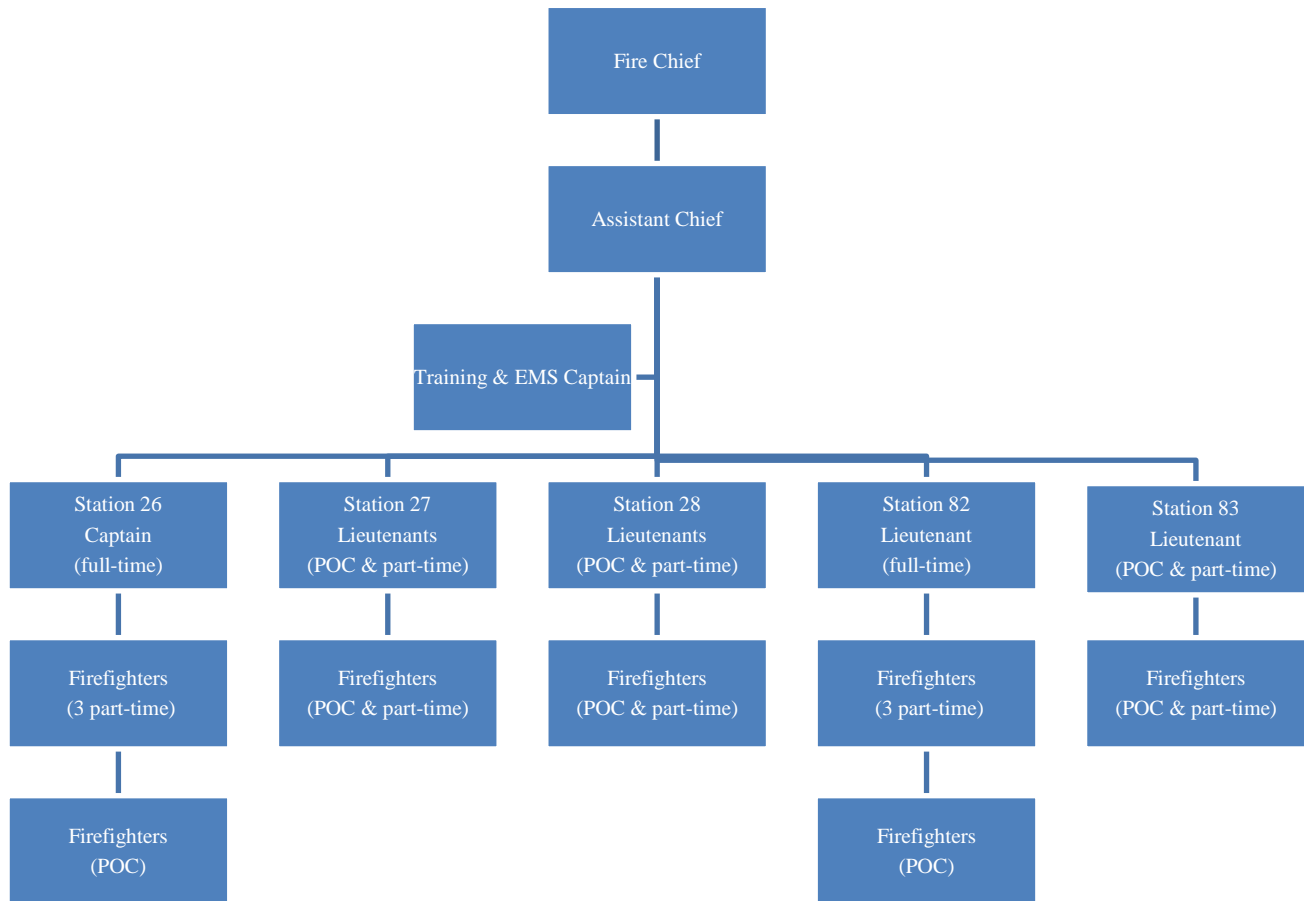 Fire Chief
Assistant Chief
Training & EMS Captain
Station 26
Captain
(full-time)
Station 27
Lieutenants
(POC & part-time)
Station 28
Lieutenants
(POC & part-time)
Station 82
Lieutenant
(full-time)
Station 83
Lieutenant
(POC & part-time)
Firefighters
(3 part-time)
Firefighters
(POC & part-time)
Firefighters
(POC & part-time)
Firefighters
(3 part-time)
Firefighters
(POC & part-time)
Firefighters
(POC)
Firefighters
(POC)